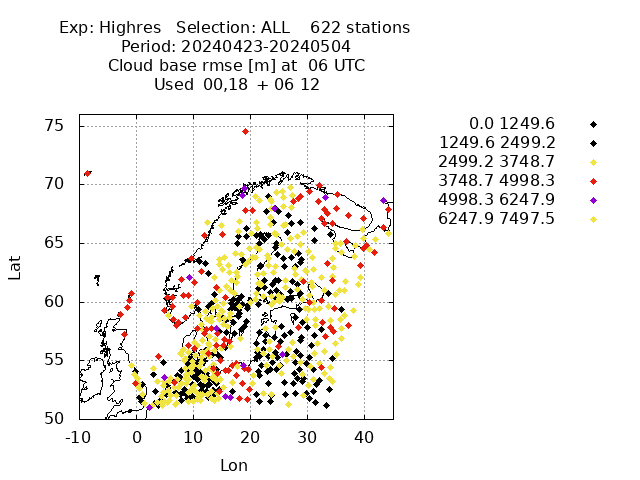 Exp: Highres   Selection: ALL    622 stations
Period: 20240423-20240504
Cloud base rmse [m] at  06 UTC
Used  00,18  + 06 12
0.0 1249.6
1249.6 2499.2
2499.2 3748.7
3748.7 4998.3
4998.3 6247.9
6247.9 7497.5
75
70
65
60
55
50
Lat
-10 0 10 20 30 40
Lon